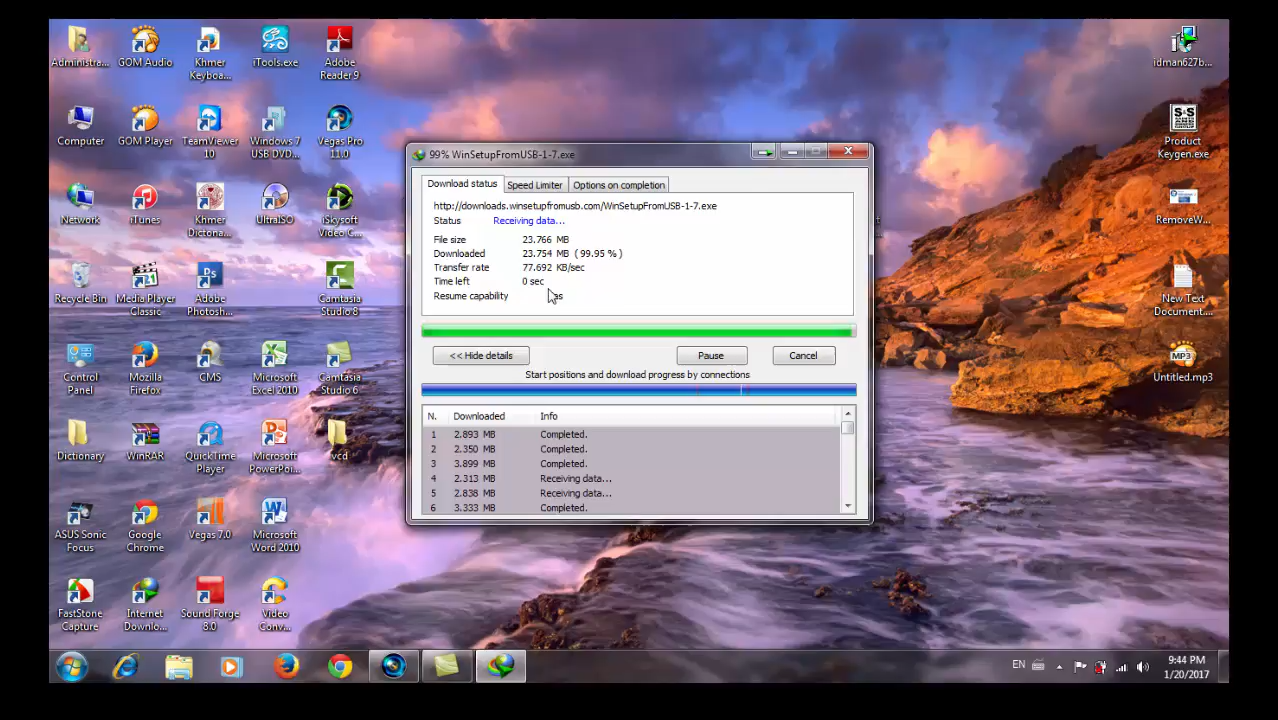 Administra...
GOM Audio
Khmer Keyboa...
iTools.exe
Adobe Reader 9
idman627b...
Computer
GOM Player
TeamViewer 10
Windows 7 USB DVD...
Vegas Pro 11.0
Product Keygen.exe
Network
iTunes
Khmer Dictona...
UltraISO
iSkysoft Video C...
RemoveW...
Recycle Bin
Media Player Classic
Adobe Photosh...
Camtasia Studio 8
New Text Document....
Control Panel
Mozilla Firefox
CMS
Microsoft Excel 2010
Camtasia Studio 6
MP3
Untitled.mp3
Dictionary
WinRAR
QuickTime Player
Microsoft PowerPoi...
vcd
ASUS Sonic Focus
Google Chrome
Vegas 7.0
Microsoft Word 2010
FastStone Capture
Internet Downlo...
Sound Forge 8.0
Video Conv...
99% WinSetupFromUSB-1-7.exe
Download status
Speed Limiter
Options on completion
http://downloads.winsetupfromusb.com/WinSetupFromUSB-1-7.exe
Status Receiving data...
File size 23.766 MB
Downloaded 23.754 MB ( 99.95 % )
Transfer rate 77.692 KB/sec
Time left 0 sec
Resume capability
<< Hide details
Pause
Cancel
Start positions and download progress by connections
N. Downloaded Info
1 2.893 MB Completed.
2 2.350 MB Completed.
3 3.899 MB Completed.
4 2.313 MB Receiving data...
5 2.838 MB Receiving data...
6 3.333 MB Completed.
EN
9:44 PM
1/20/2017